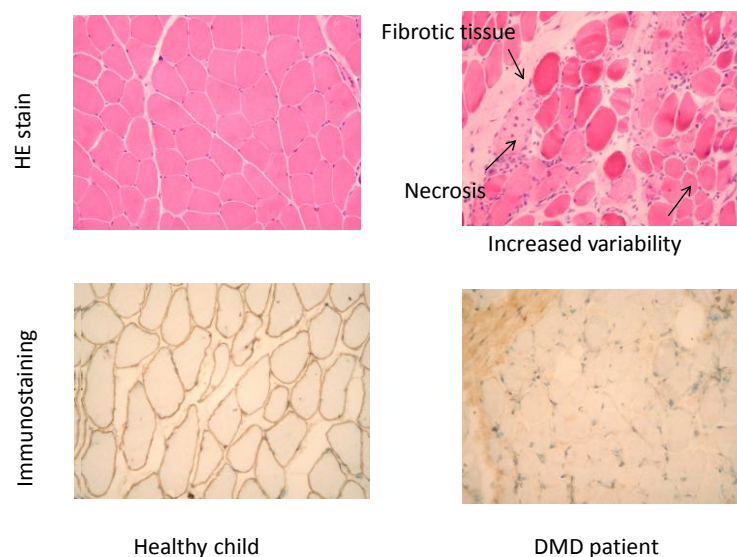 Fibrotic tissue
HE stain
Necrosis
Increased variability
Immunostaining
Healthy child
DMD patient